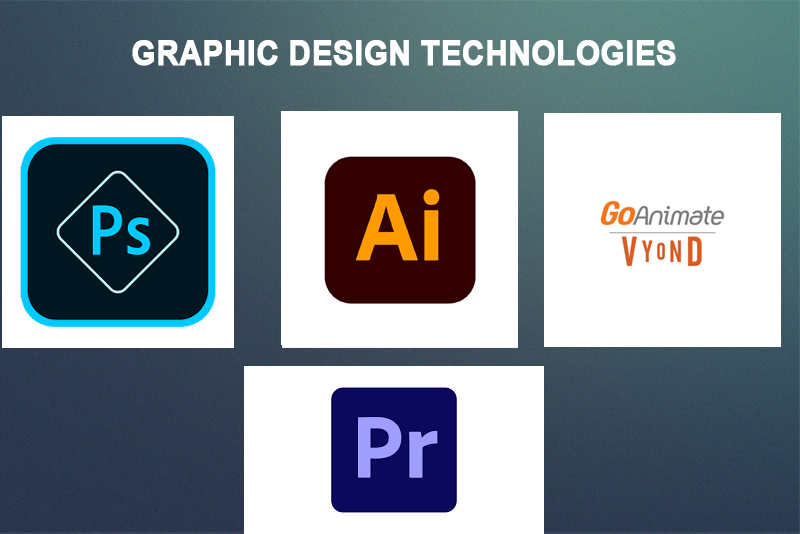 GRAPHIC DESIGN TECHNOLOGIES
Ps
Ai
GoAnimate
VYOND
Pr